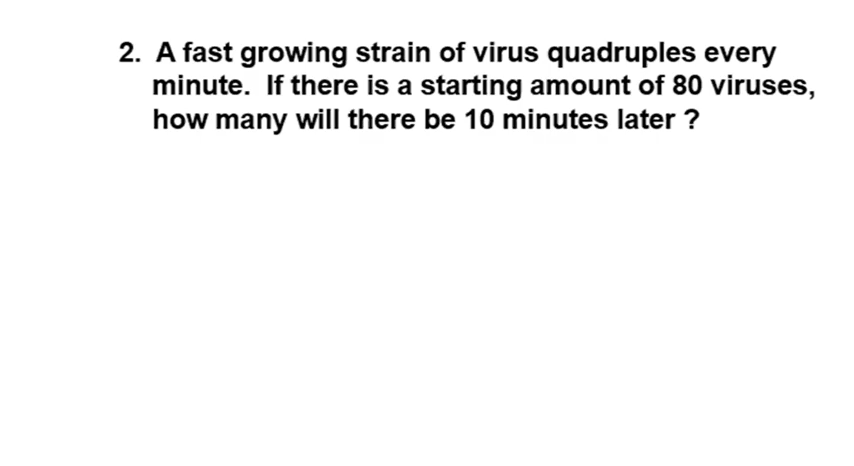 2. A fast growing strain of virus quadruples every
minute. If there is a starting amount of 80 viruses,
how many will there be 10 minutes later ?